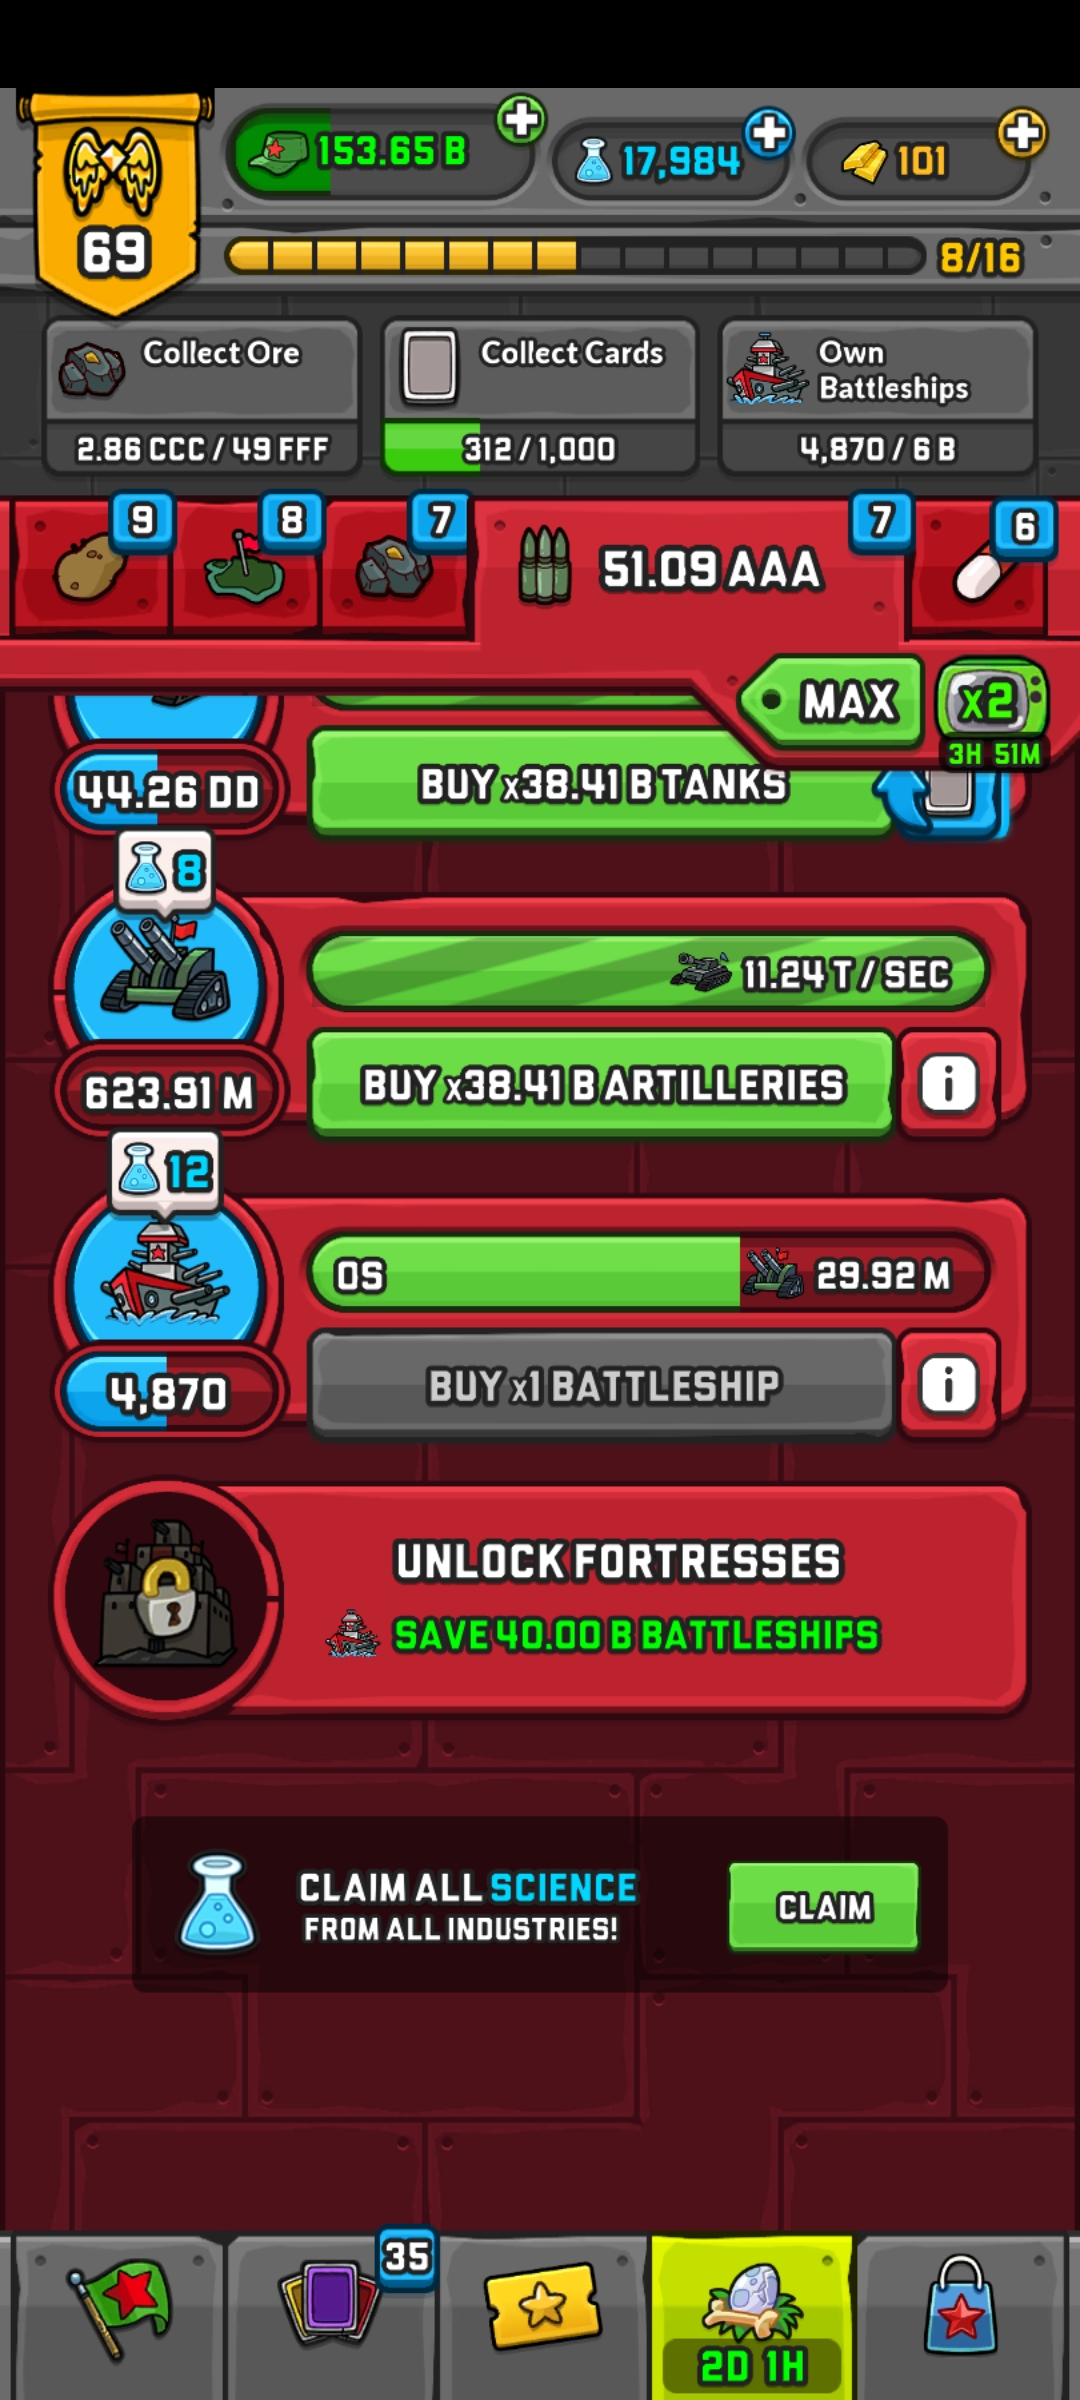 153.65 B
17,984
101
69
8/16
Collect Ore
2.86 CCC / 49 FFF
Collect Cards
312 / 1,000
Own
Battleships
4,870 / 6 B
9
8
7
51.09 AAA
7
6
MAX
x2
3H 51M
44.26 DD
BUY x38.41 B TANKS
8
11.24 T / SEC
623.91 M
BUY x38.41 B ARTILLERIES
i
12
0S
29.92 M
4,870
BUY x1 BATTLESHIP
i
UNLOCK FORTRESSES
SAVE 40.00 B BATTLESHIPS
CLAIM ALL SCIENCE
FROM ALL INDUSTRIES!
CLAIM
35
2D 1H